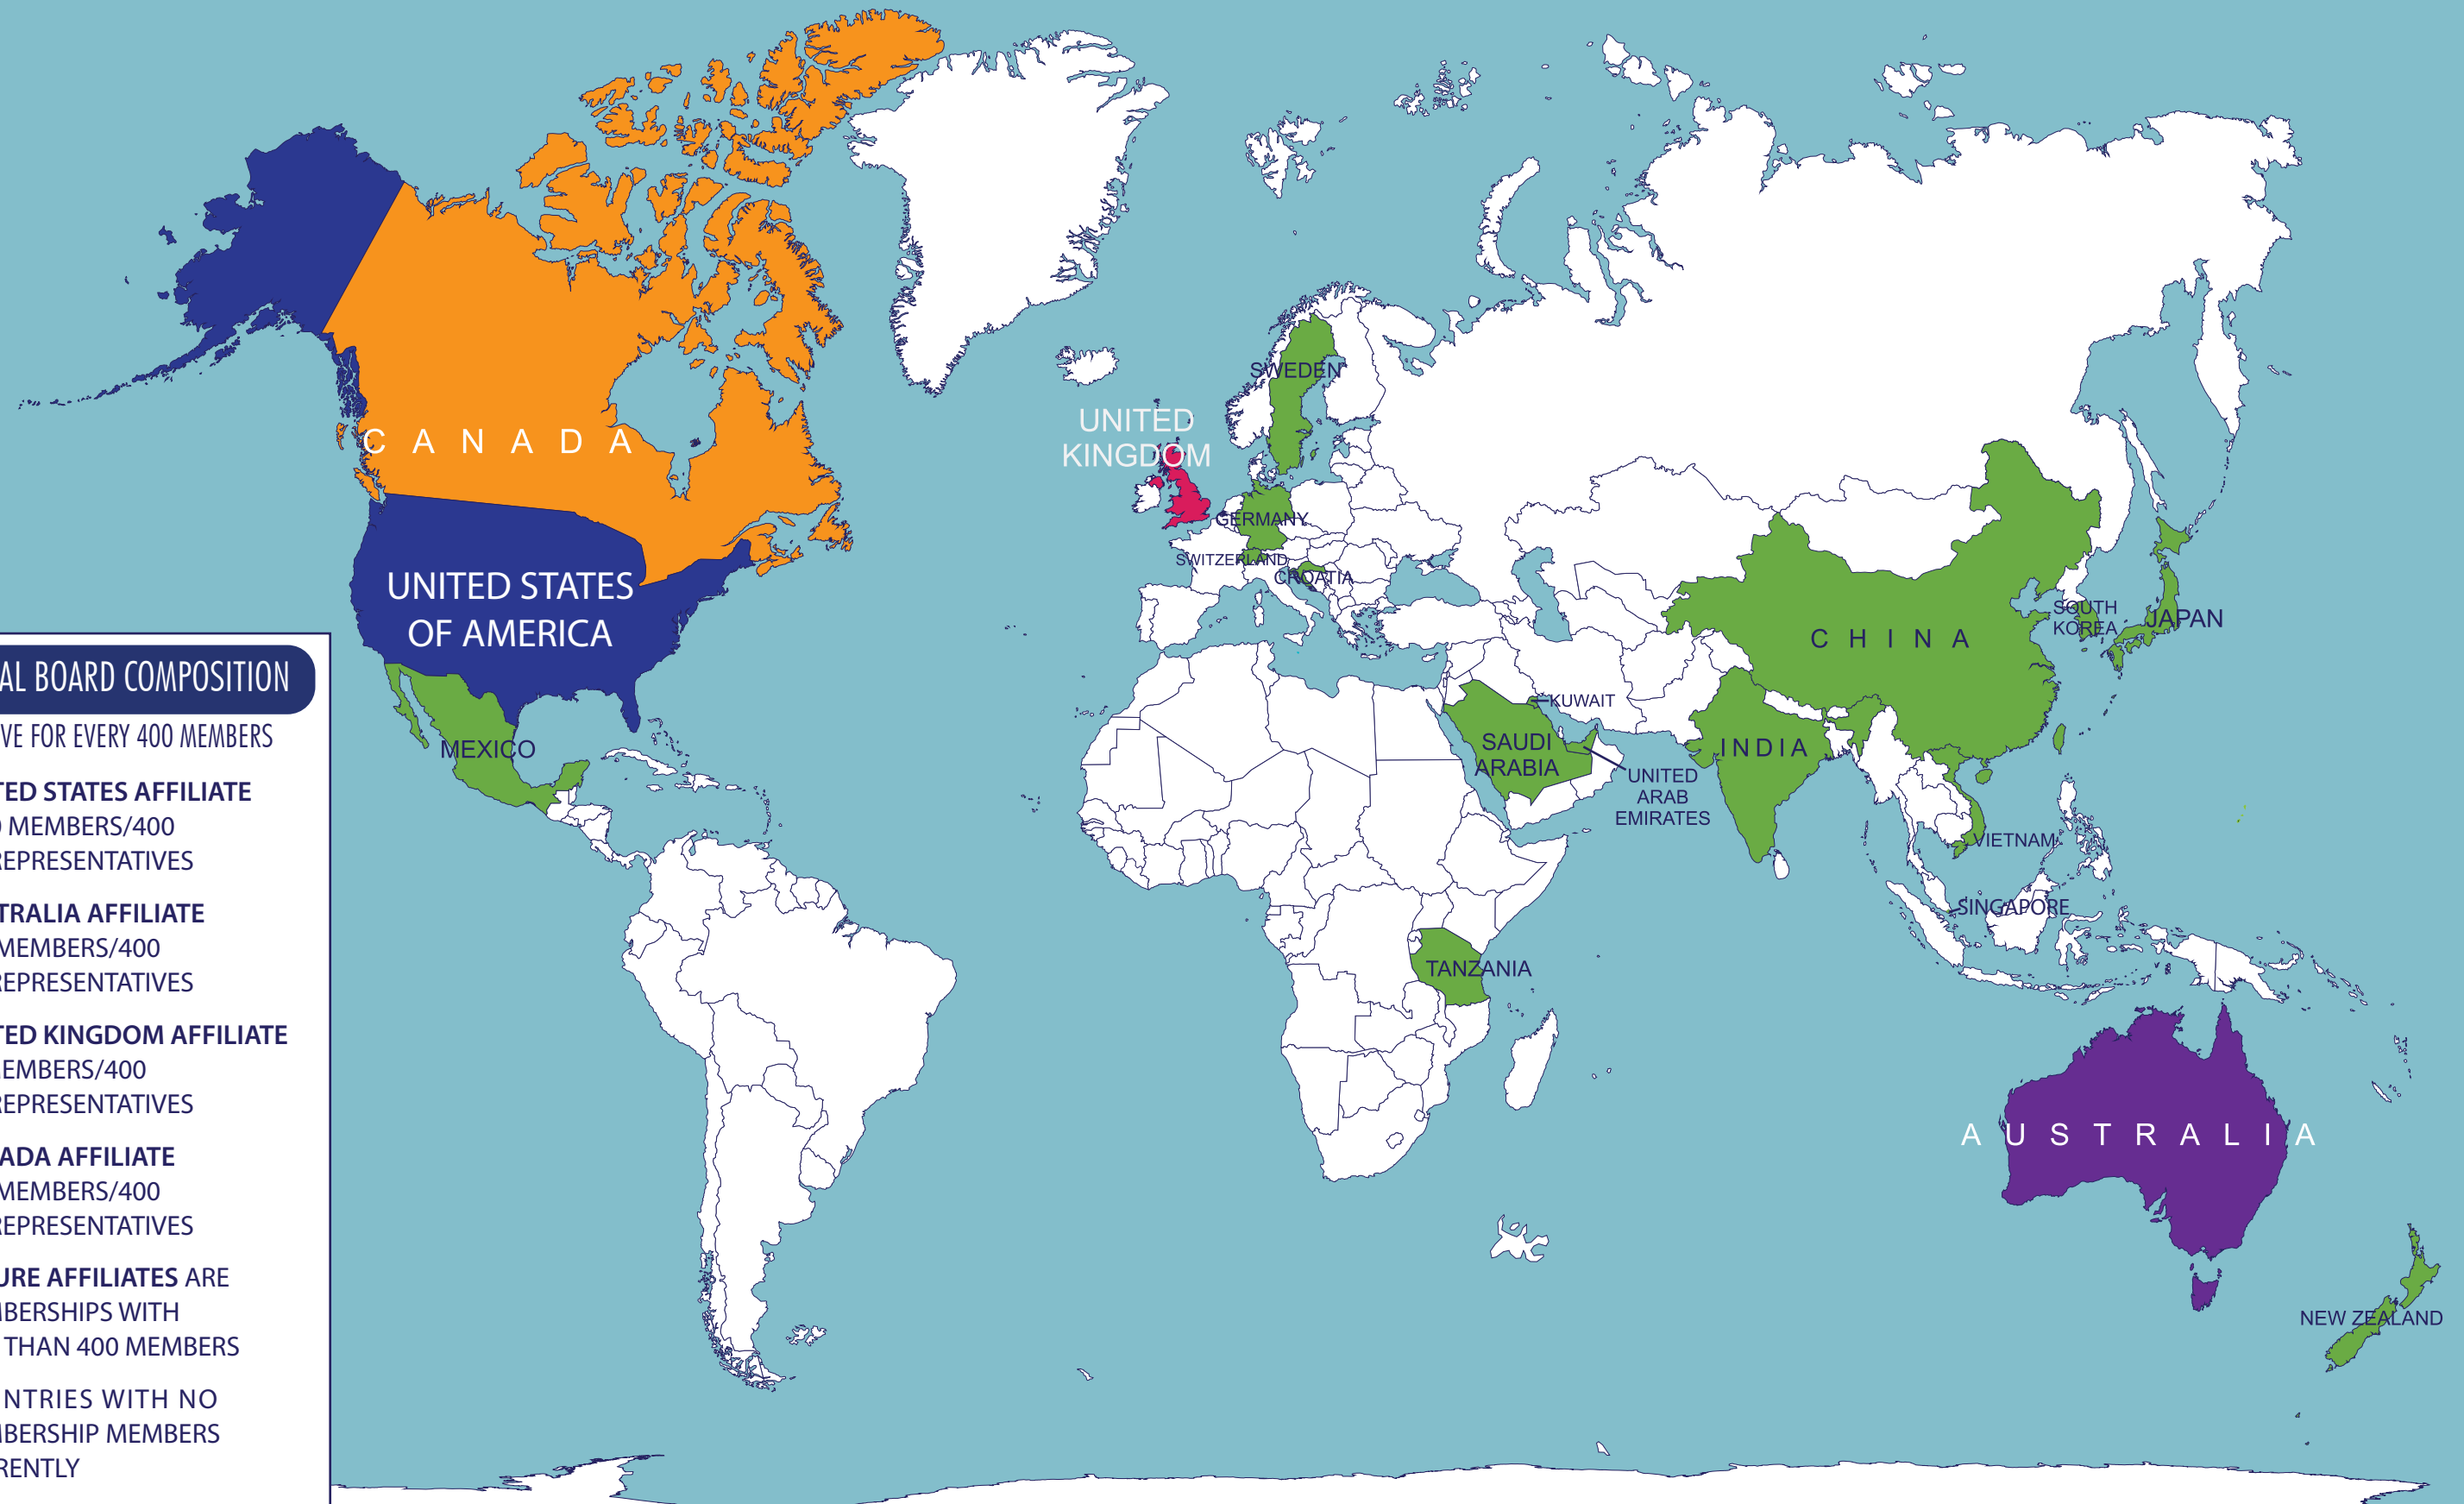 CANADA
UNITED STATES
OF AMERICA
MEXICO
UNITED
KINGDOM
SWEDEN
GERMANY
SWITZERLAND
CROATIA
CHINA
SOUTH
KOREA
JAPAN
KUWAIT
SAUDI
ARABIA
UNITED
ARAB
EMIRATES
INDIA
VIETNAM
SINGAPORE
TANZANIA
AUSTRALIA
NEW ZEALAND
AL BOARD COMPOSITION
VE FOR EVERY 400 MEMBERS
TED STATES AFFILIATE
MEMBERS/400
REPRESENTATIVES
TRALIA AFFILIATE
MEMBERS/400
REPRESENTATIVES
TED KINGDOM AFFILIATE
EMBERS/400
REPRESENTATIVES
ADA AFFILIATE
MEMBERS/400
REPRESENTATIVES
URE AFFILIATES ARE
MBERSHIPS WITH
THAN 400 MEMBERS
NTRIES WITH NO
MBERSHIP MEMBERS
RENTLY